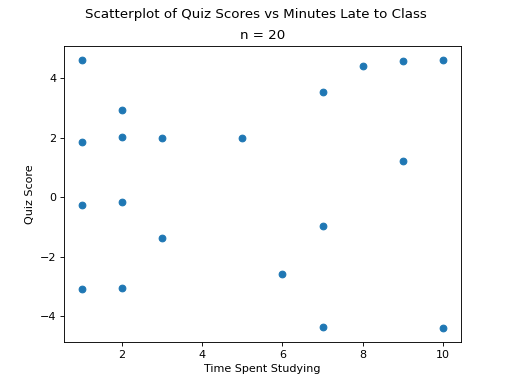 Scatterplot of Quiz Scores vs Minutes Late to Class
n = 20
4
2
0
−2
−4
Quiz Score
2 4 6 8 10
Time Spent Studying